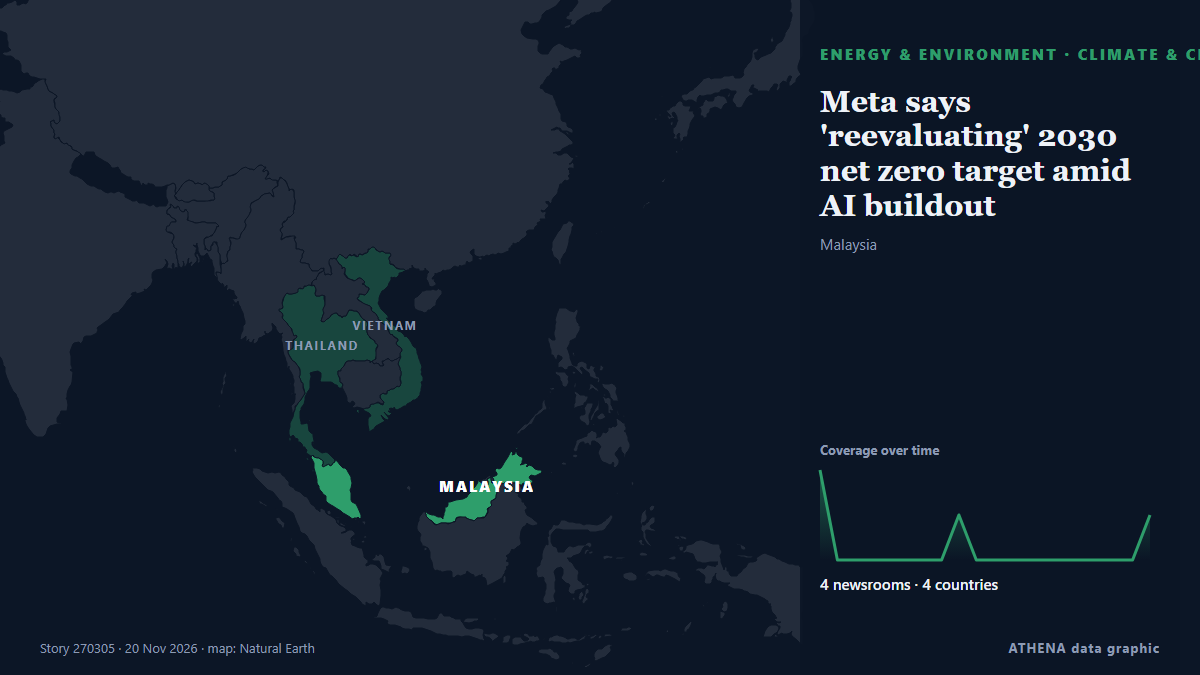 ENERGY & ENVIRONMENT · CLIMATE &
Meta says
'reevaluating' 2030
net zero target amid
AI buildout
Malaysia
VIETNAM
THAILAND
MALAYSIA
Coverage over time
4 newsrooms · 4 countries
Story 270305 · 20 Nov 2026 · map: Natural Earth
ATHENA data graphic